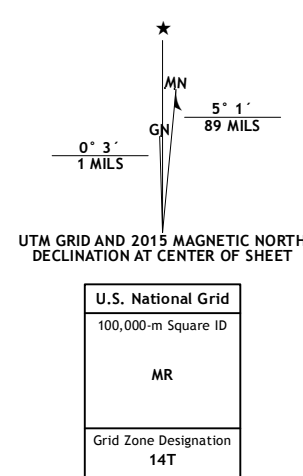 MN
5° 1´
89 MILS
GN
0° 3´
1 MILS
UTM GRID AND 2015 MAGNETIC NORTH
DECLINATION AT CENTER OF SHEET
U.S. National Grid
100,000-m Square ID
MR
Grid Zone Designation
14T